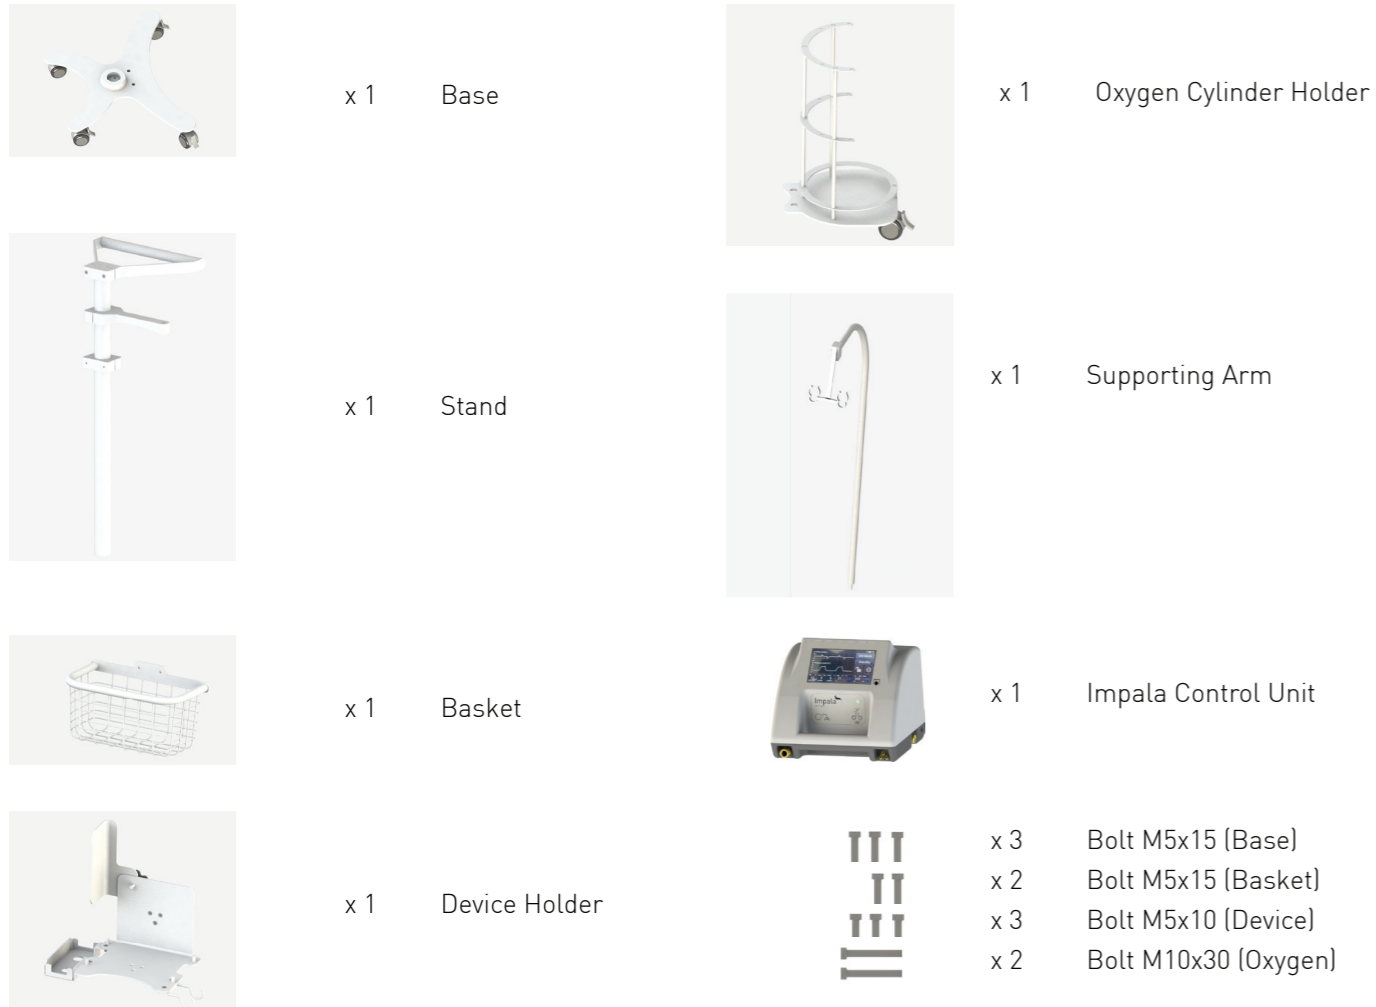 x 1 Base
x 1 Stand
x 1 Basket
x 1 Device Holder
x 1 Oxygen Cylinder Holder
x 1 Supporting Arm
Impala
x 1 Impala Control Unit
x 3 Bolt M5x15 (Base)
x 2 Bolt M5x15 (Basket)
x 3 Bolt M5x10 (Device)
x 2 Bolt M10x30 (Oxygen)